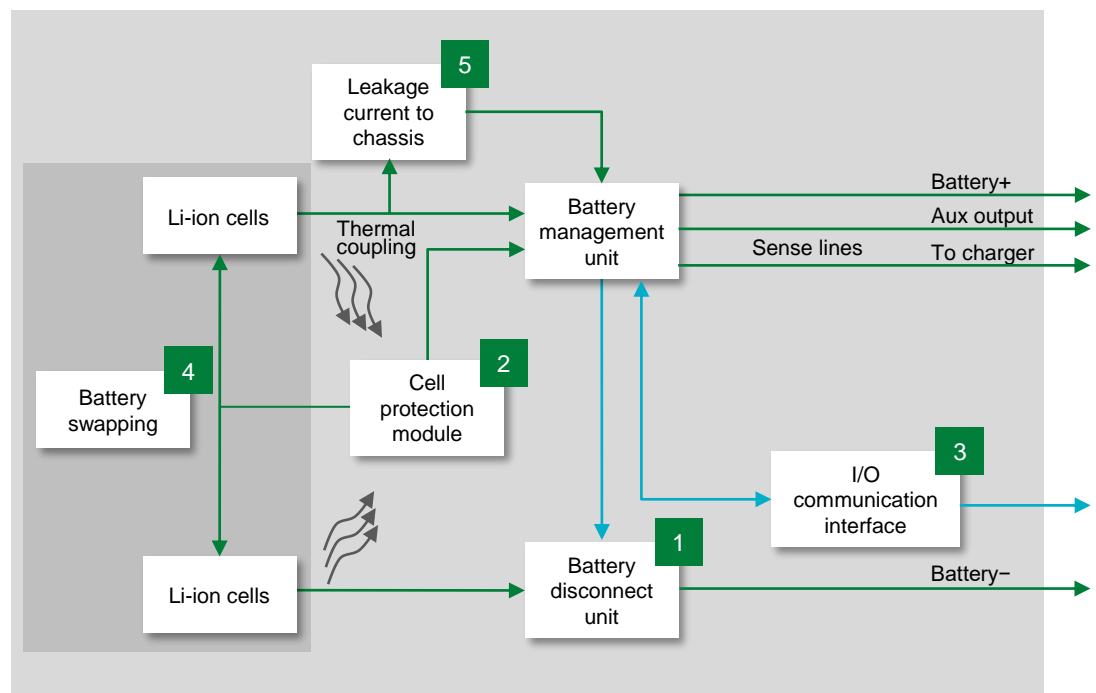 5
Leakage
current to
chassis
Li-ion cells
Thermal
coupling
Battery
management
unit
Battery+
Aux output
Sense lines
To charger
4
Battery
swapping
2
Cell
protection
module
3
I/O
communication
interface
1
Battery
disconnect
unit
Li-ion cells
Battery−